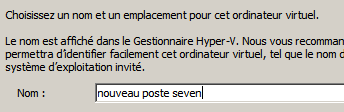 Choisissez un nom et un emplacement pour cet ordinateur virtuel.
Le nom est affiché dans le Gestionnaire Hyper-V. Nous vous recomman
permettra d'identifier facilement cet ordinateur virtuel, tel que le nom d
système d'exploitation invité.
Nom : nouveau poste seven